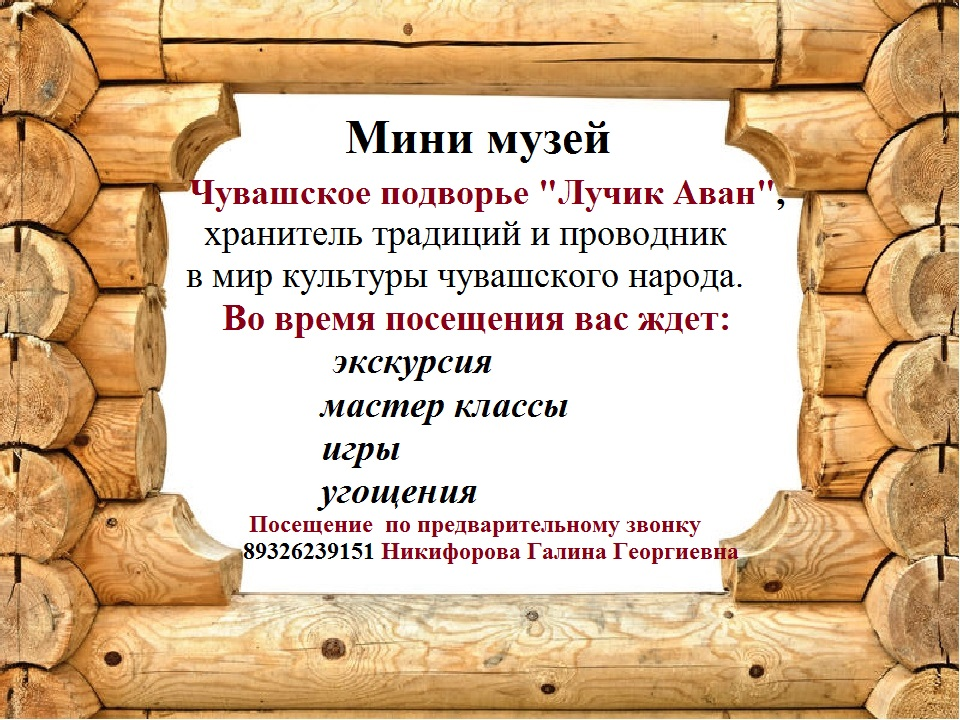 Мини музей
Чувашское подворье "Лучик Аван",
хранитель традиций и проводник
в мир культуры чувашского народа.
Во время посещения вас ждет:
экскурсия
мастер классы
игры
угощения
Посещение по предварительному звонку
89326239151 Никифорова Галина Георгиевна